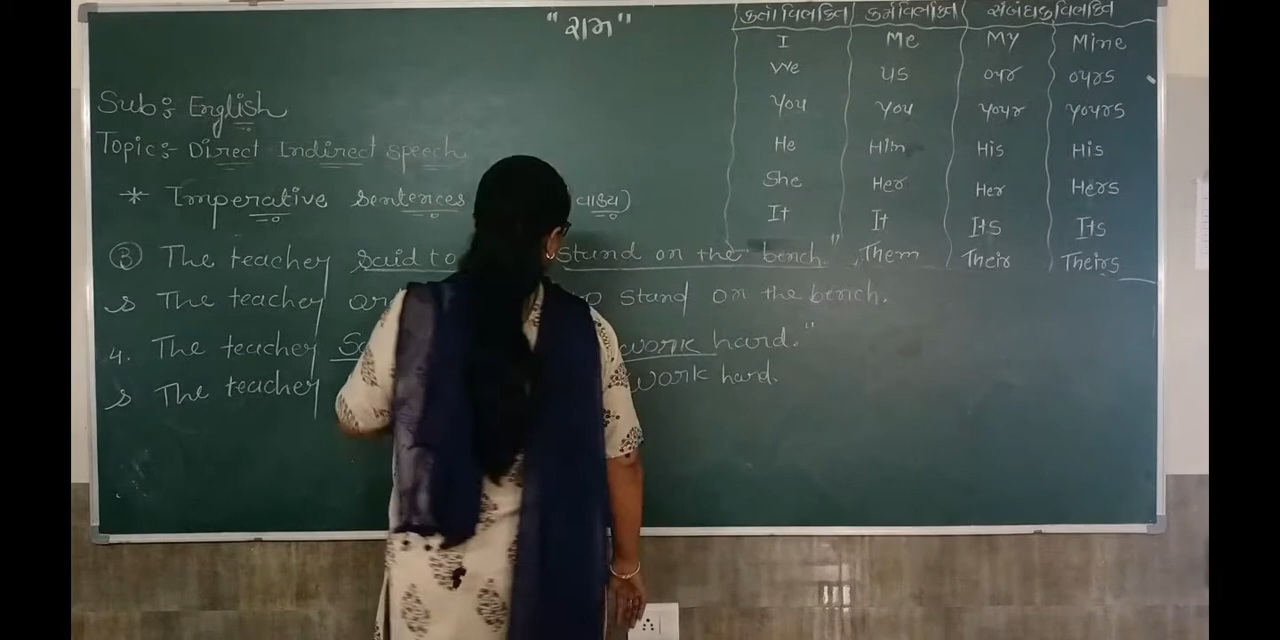 "રામ"
Sub: English
Topic:- Direct Indirect speech
* Imperative sentences વાક્ય)
③ The teacher said to stand on the bench."
S The teacher to stand on the bench.
4. The teacher work hard."
S The teacher work hard.
કર્તા વિભક્તિ કર્મ વિભક્તિ સંબંધક વિભક્તિ
I Me My Mine
We us our ours
You you your yours
He Him His His
She Her Her Hers
It It Its Its
Them Their Theirs